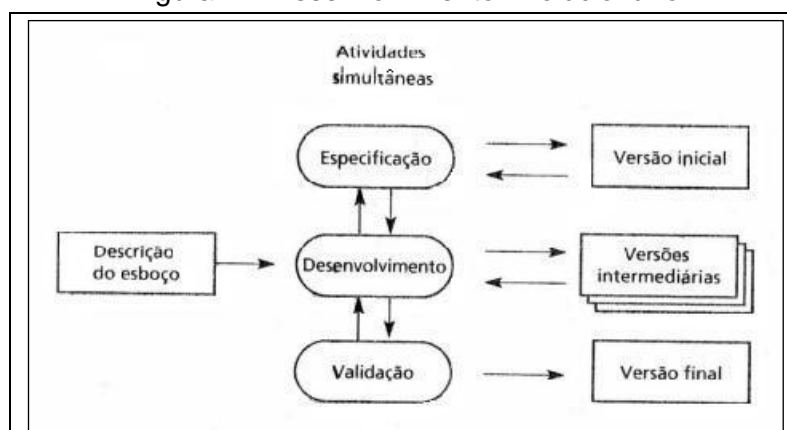 Atividades
simultâneas
Especificação
Versão inicial
Descrição
do esboço
Desenvolvimento
Versões
intermediárias
Validação
Versão final